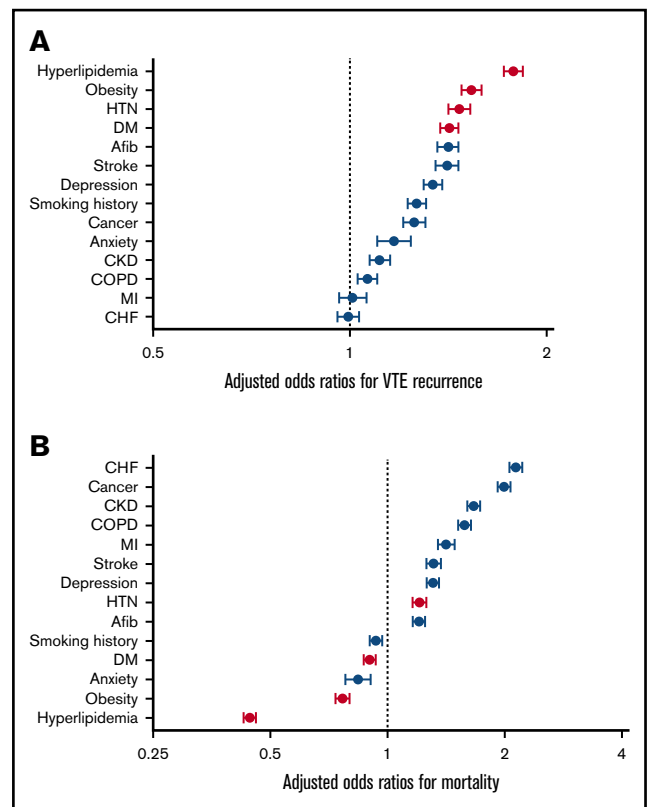 A
Hyperlipidemia
Obesity
HTN
DM
Afib
Stroke
Depression
Smoking history
Cancer
Anxiety
CKD
COPD
MI
CHF
0.5 1 2
Adjusted odds ratios for VTE recurrence
B
CHF
Cancer
CKD
COPD
MI
Stroke
Depression
HTN
Afib
Smoking history
DM
Anxiety
Obesity
Hyperlipidemia
0.25 0.5 1 2 4
Adjusted odds ratios for mortality